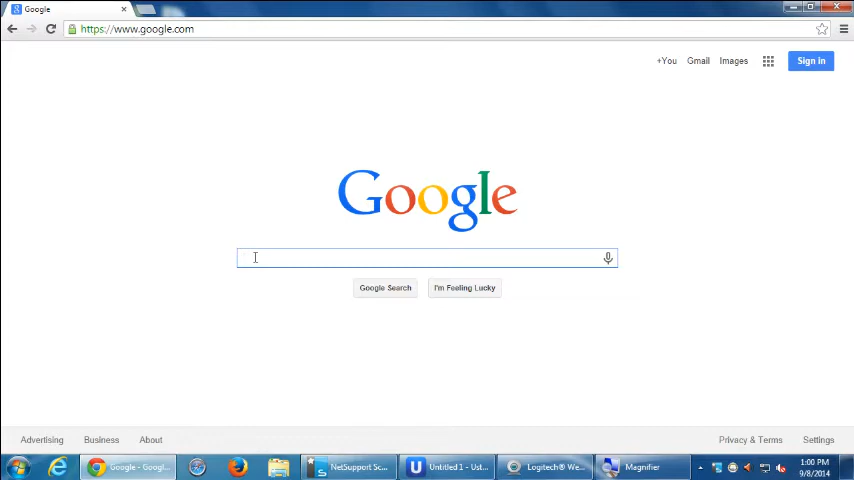 Google
https://www.google.com
+You Gmail Images Sign in
Google
Google Search I'm Feeling Lucky
Advertising Business About Privacy & Terms Settings
Google - Googl... NetSupport Sc... Untitled 1 - Ust... Logitech® We... Magnifier 1:00 PM
9/8/2014